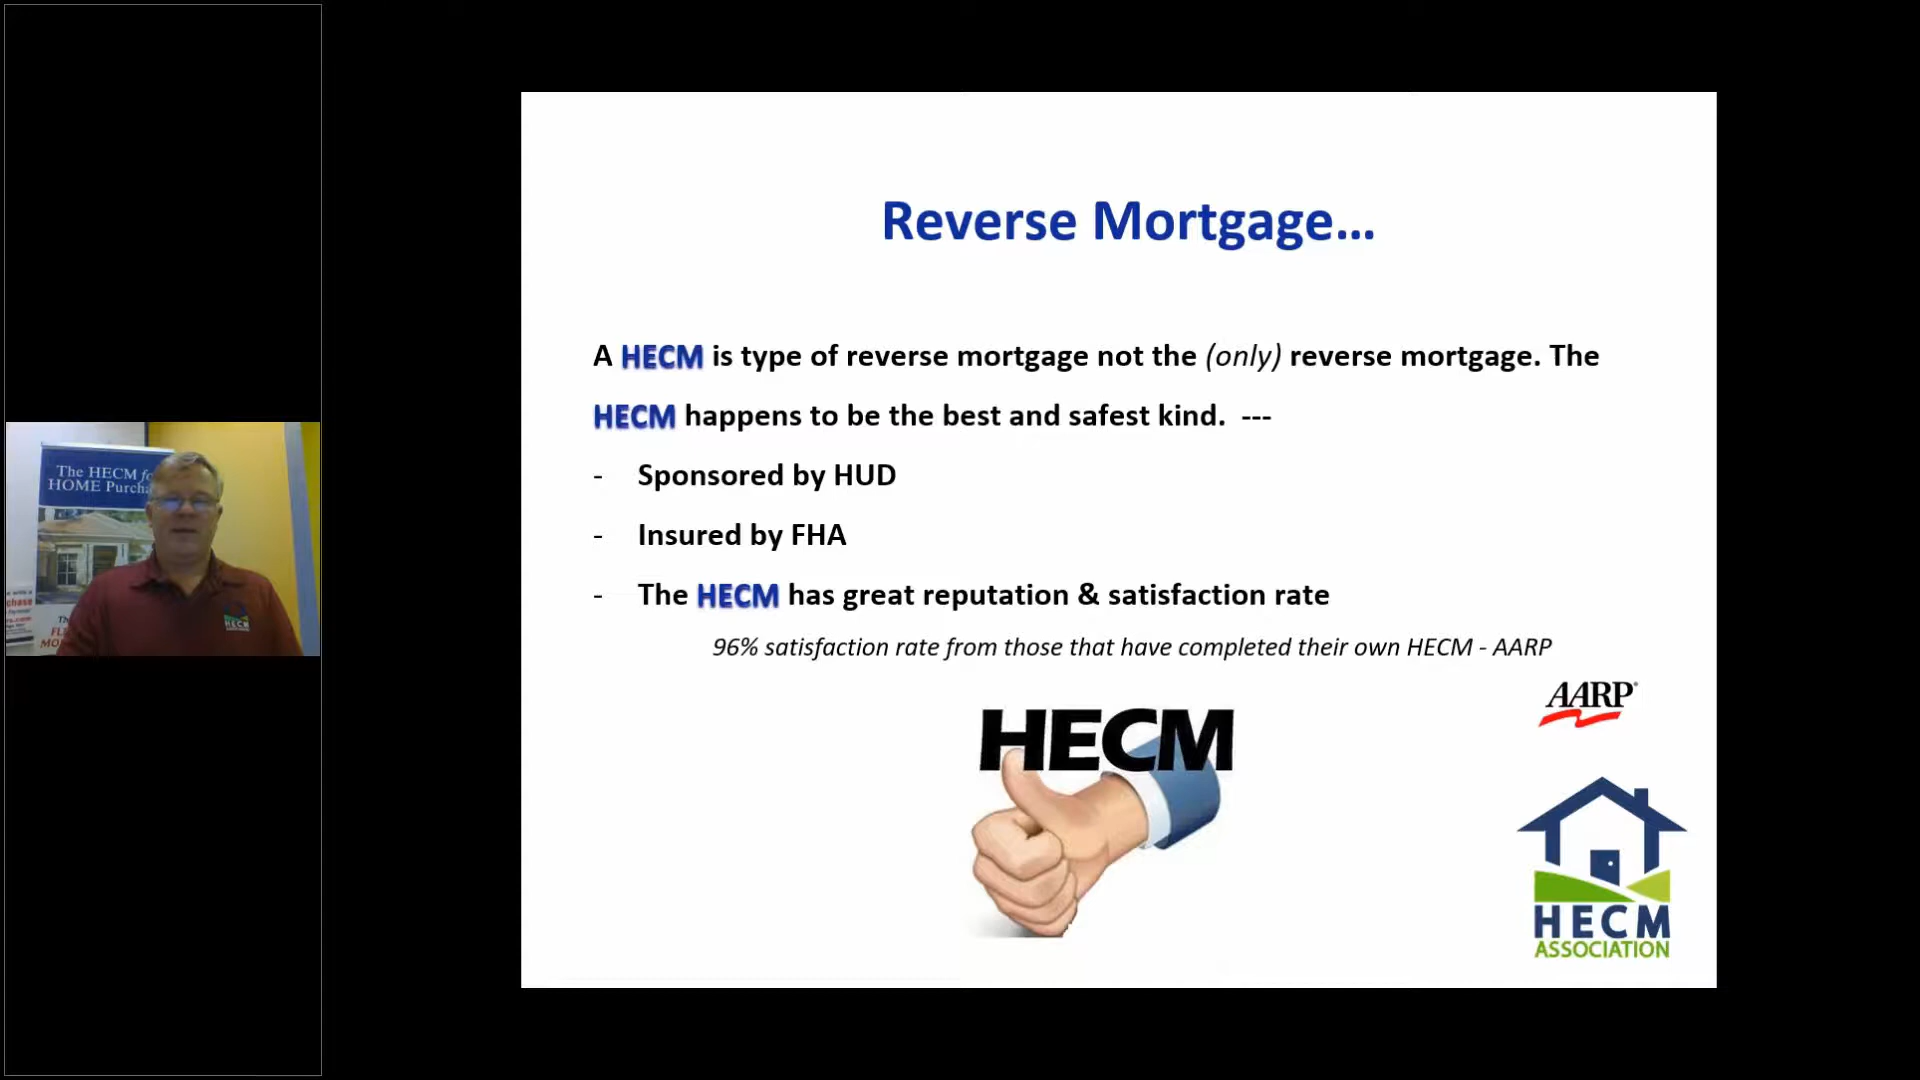 Reverse Mortgage...
A HECM is type of reverse mortgage not the (only) reverse mortgage. The
HECM happens to be the best and safest kind.  ---
- Sponsored by HUD
- Insured by FHA
- The HECM has great reputation & satisfaction rate
96% satisfaction rate from those that have completed their own HECM - AARP
AARP
HECM
HECM
ASSOCIATION
The HECM
HOME
HECM